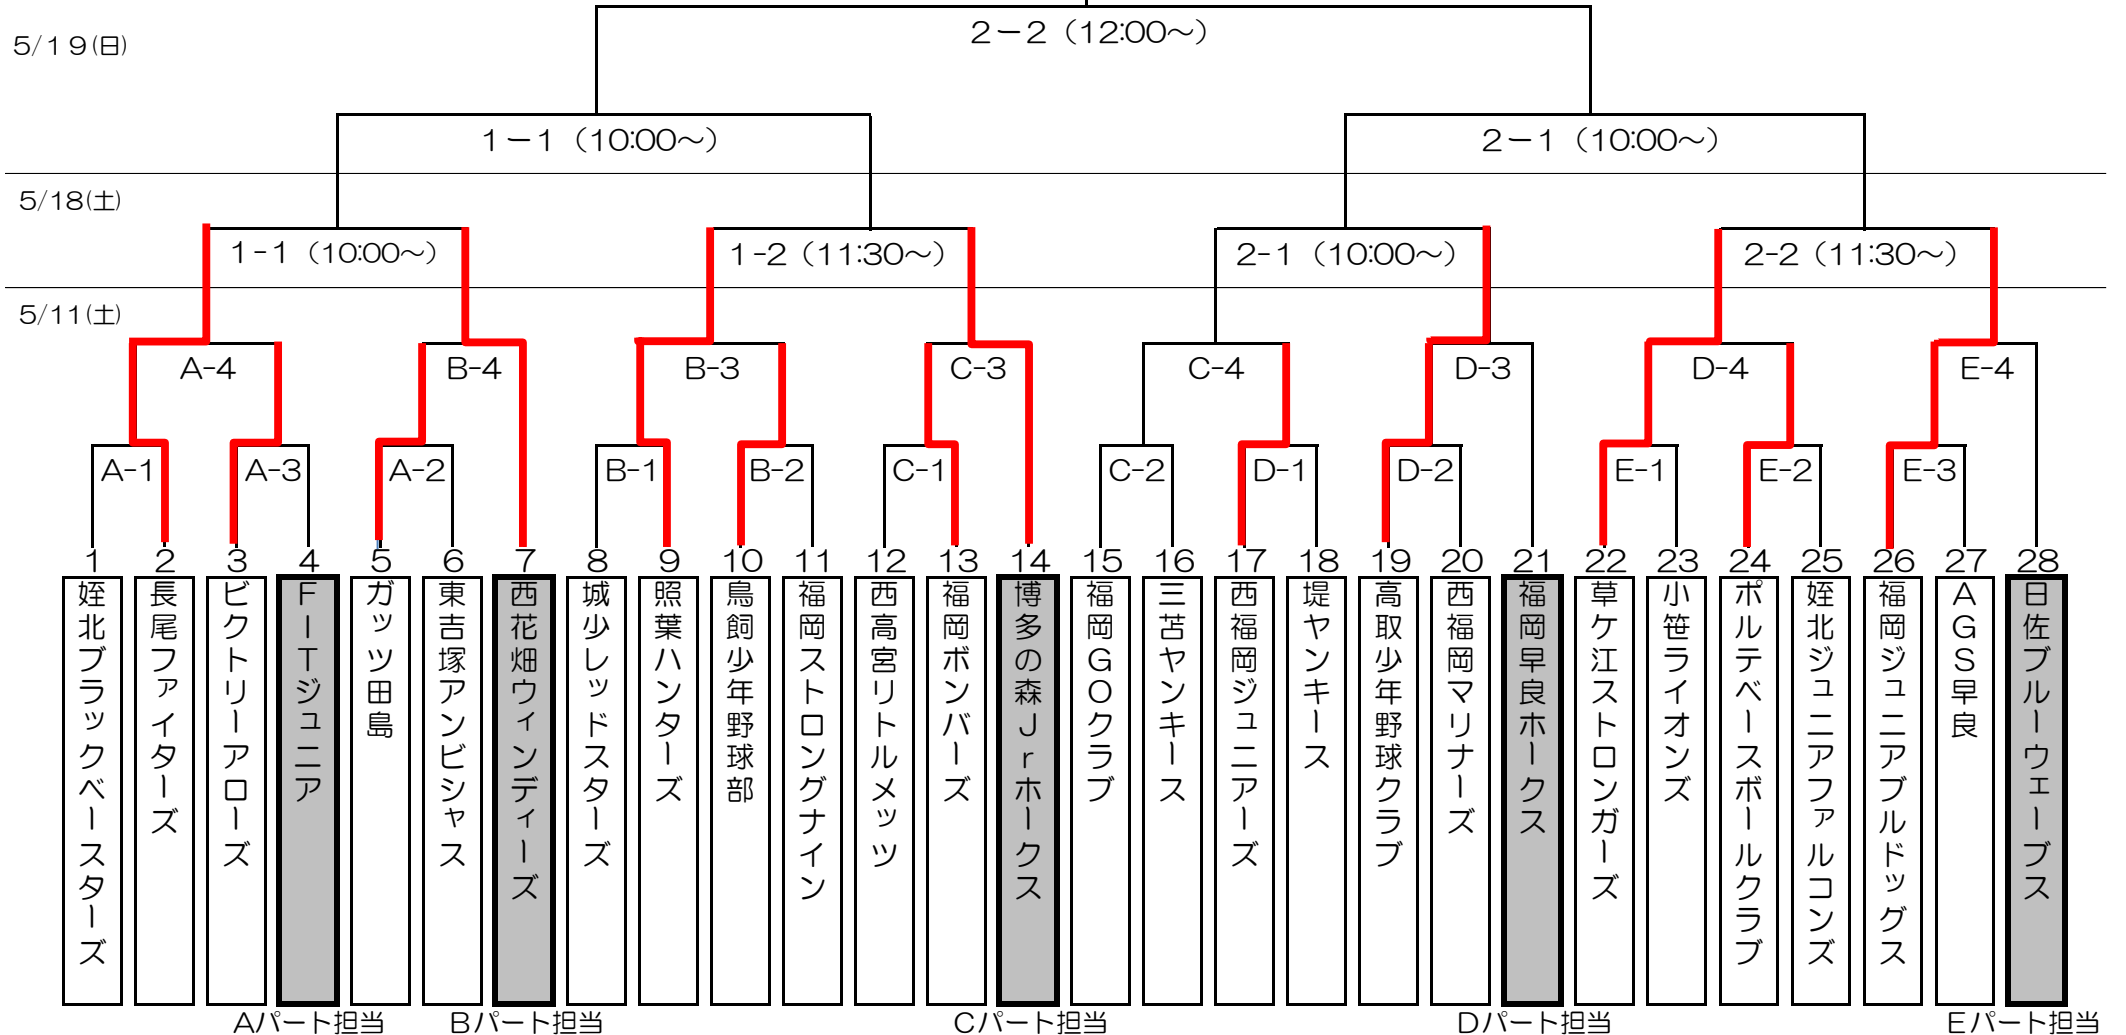 2－2（12:00～）
5/19(日)
1－1（10:00～）
2－1（10:00～）
5/18(土)
1-1（10:00～）
1-2（11:30～）
2-1（10:00～）
2-2（11:30～）
5/11(土)
A-4
B-4
B-3
C-3
C-4
D-3
D-4
E-4
A-1
A-3
A-2
B-1
B-2
C-1
C-2
D-1
D-2
E-1
E-2
E-3
1
2
3
4
5
6
7
8
9
10
11
12
13
14
15
16
17
18
19
20
21
22
23
24
25
26
27
28
姪北ブラックベースターズ
長尾ファイターズ
ビクトリーアローズ
FITジュニア
ガッツ田島
東吉塚アンビシャス
西花畑ウィンディーズ
城少レッドスターズ
照葉ハンターズ
鳥飼少年野球部
福岡ストロングナイン
西高宮リトルメッツ
福岡ボンバーズ
博多の森Jrホークス
福岡GOクラブ
三苫ヤンキース
西福岡ジュニアーズ
堤ヤンキース
高取少年野球クラブ
西福岡マリナーズ
福岡早良ホークス
草ケ江ストロンガーズ
小笹ライオンズ
ポルテベースボールクラブ
姪北ジュニアファルコンズ
福岡ジュニアブルドッグス
AGS早良
日佐ブルーウェーブス
Aパート担当
Bパート担当
Cパート担当
Dパート担当
Eパート担当